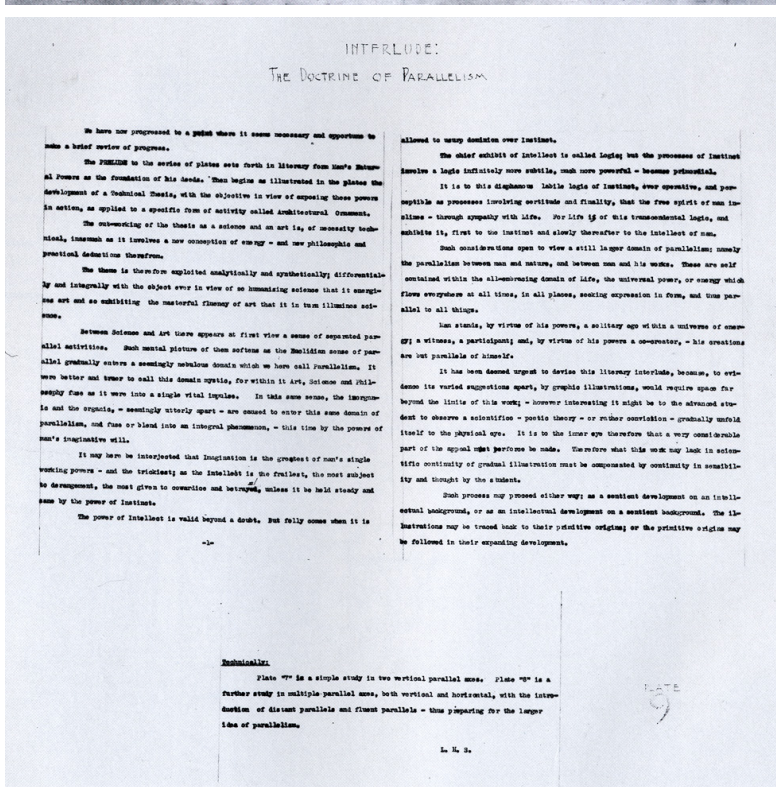 INTERLUDE:
THE DOCTRINE OF PARALLELISM
We have now progressed to a point where it seems necessary and opportune to
make a brief review of progress.
The PRELUDE to the series of plates sets forth in literary form Man's Natur-
al Powers as the foundation of his deeds. Then begins as illustrated in the plates the
development of a Technical Thesis, with the objective in view of exposing these powers
in action, as applied to a specific form of activity called Architectural Ornament.
The out-working of the thesis as a science and an art is, of necessity tech-
nical, inasmuch as it involves a new conception of energy - and new philosophic and
practical deductions therefrom.
The theme is therefore exploited analytically and synthetically; differential-
ly and integrally with the object ever in view of so humanizing science that it energi-
zes art and so exhibiting the masterful fluency of art that it in turn illumines sci-
ence.
Between Science and Art there appears at first view a sense of separated par-
allel activities. Such mental picture of them softens as the Euclidian sense of par-
allel gradually enters a seemingly nebulous domain which we here call Parallelism. It
were better and truer to call this domain mystic, for within it Art, Science and Phil-
osophy fuse as it were into a single vital impulse. In this same sense, the inorgan-
ic and the organic, - seemingly utterly apart - are caused to enter this same domain of
parallelism, and fuse or blend into an integral phenomenon, - this time by the powers of
man's imaginative will.
It may here be interjected that Imagination is the greatest of man's single
working powers - and the trickiest; as the Intellect is the frailest, the most subject
to derangement, the most given to cowardice and betrayal, unless it be held steady and
sane by the power of Instinct.
The power of Intellect is valid beyond a doubt. But folly comes when it is
-1-
allowed to usurp dominion over Instinct.
The chief exhibit of Intellect is called logic; but the processes of Instinct
involve a logic infinitely more subtile, much more powerful - because primordial.
It is to this diaphanous labile logic of Instinct, ever operative, and per-
ceptible as processes involving certitude and finality, that the free spirit of man in-
clines - through sympathy with Life. For Life is of this transcendental logic, and
exhibits it, first to the instinct and slowly thereafter to the intellect of man.
Such considerations open to view a still larger domain of parallelism; namely
the parallelism between man and nature, and between man and his works. These are self
contained within the all-embracing domain of Life, the universal power, or energy which
flows everywhere at all times, in all places, seeking expression in form, and thus par-
allel to all things.
Man stands, by virtue of his powers, a solitary ego within a universe of ener-
gy; a witness, a participant; and, by virtue of his powers a co-creator, - his creations
are but parallels of himself.
It has been deemed urgent to devise this literary interlude, because, to evi-
dence its varied suggestions apart, by graphic illustrations, would require space far
beyond the limits of this work; - however interesting it might be to the advanced stu-
dent to observe a scientifico - poetic theory - or rather conviction - gradually unfold
itself to the physical eye. It is to the inner eye therefore that a very considerable
part of the appeal must perforce be made. Therefore what this work may lack in scien-
tific continuity of gradual illustration must be compensated by continuity in sensibil-
ity and thought by the student.
Such process may proceed either way; as a sentient development on an intell-
ectual background, or as an intellectual development on a sentient background. The il-
lustrations may be traced back to their primitive origins; or the primitive origins may
be followed in their expanding development.
Technically:
Plate "7" is a simple study in two vertical parallel axes. Plate "8" is a
further study in multiple parallel axes, both vertical and horizontal, with the intro-
duction of distant parallels and fluent parallels - thus preparing for the larger
idea of parallelism.
L. H. S.
PLATE
9